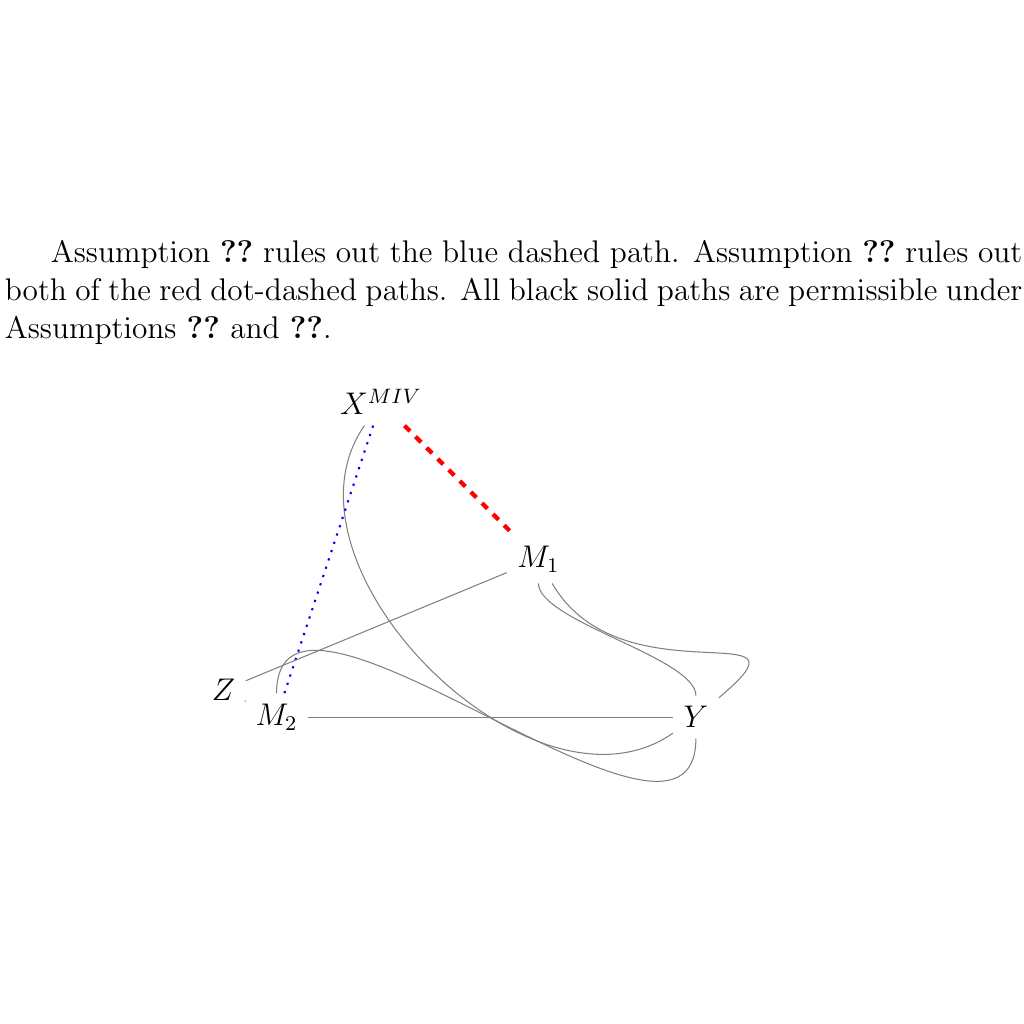 Assumption ?? rules out the blue dashed path. Assumption ?? rules out
both of the red dot-dashed paths. All black solid paths are permissible under
Assumptions ?? and ??.
X^{MIV}
M_1
Z
M_2
Y